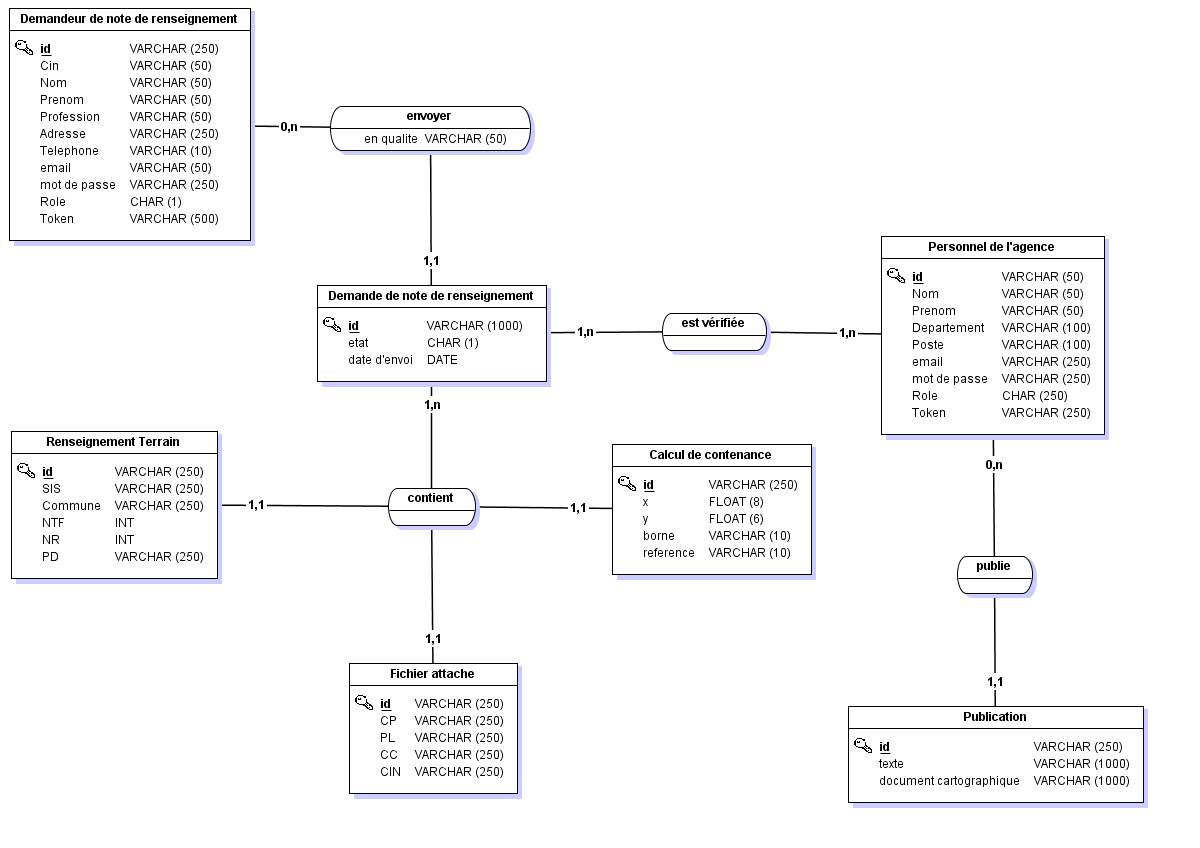 Demandeur de note de renseignement
id VARCHAR (250)
Cin VARCHAR (50)
Nom VARCHAR (50)
Prenom VARCHAR (50)
Profession VARCHAR (50)
Adresse VARCHAR (250)
Telephone VARCHAR (10)
email VARCHAR (50)
mot de passe VARCHAR (250)
Role CHAR (1)
Token VARCHAR (500)
0,n
envoyer
en qualite VARCHAR (50)
1,1
Demande de note de renseignement
id VARCHAR (1000)
etat CHAR (1)
date d'envoi DATE
1,n
est vérifiée
1,n
Personnel de l'agence
id VARCHAR (50)
Nom VARCHAR (50)
Prenom VARCHAR (50)
Departement VARCHAR (100)
Poste VARCHAR (100)
email VARCHAR (250)
mot de passe VARCHAR (250)
Role CHAR (250)
Token VARCHAR (250)
1,n
Renseignement Terrain
id VARCHAR (250)
SIS VARCHAR (250)
Commune VARCHAR (250)
NTF INT
NR INT
PD VARCHAR (250)
1,1
contient
1,1
Calcul de contenance
id VARCHAR (250)
x FLOAT (8)
y FLOAT (6)
borne VARCHAR (10)
reference VARCHAR (10)
0,n
publie
1,1
1,1
Fichier attache
id VARCHAR (250)
CP VARCHAR (250)
PL VARCHAR (250)
CC VARCHAR (250)
CIN VARCHAR (250)
Publication
id VARCHAR (250)
texte VARCHAR (1000)
document cartographique VARCHAR (1000)